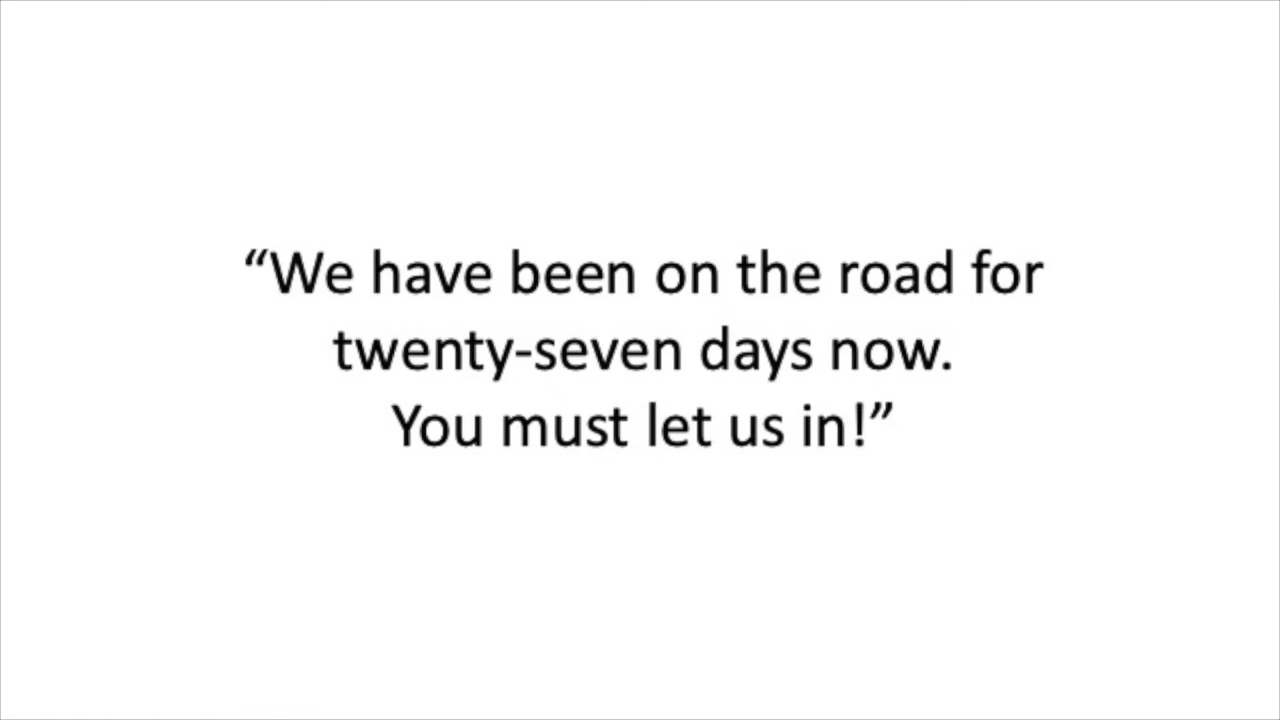 “We have been on the road for
twenty-seven days now.
You must let us in!”